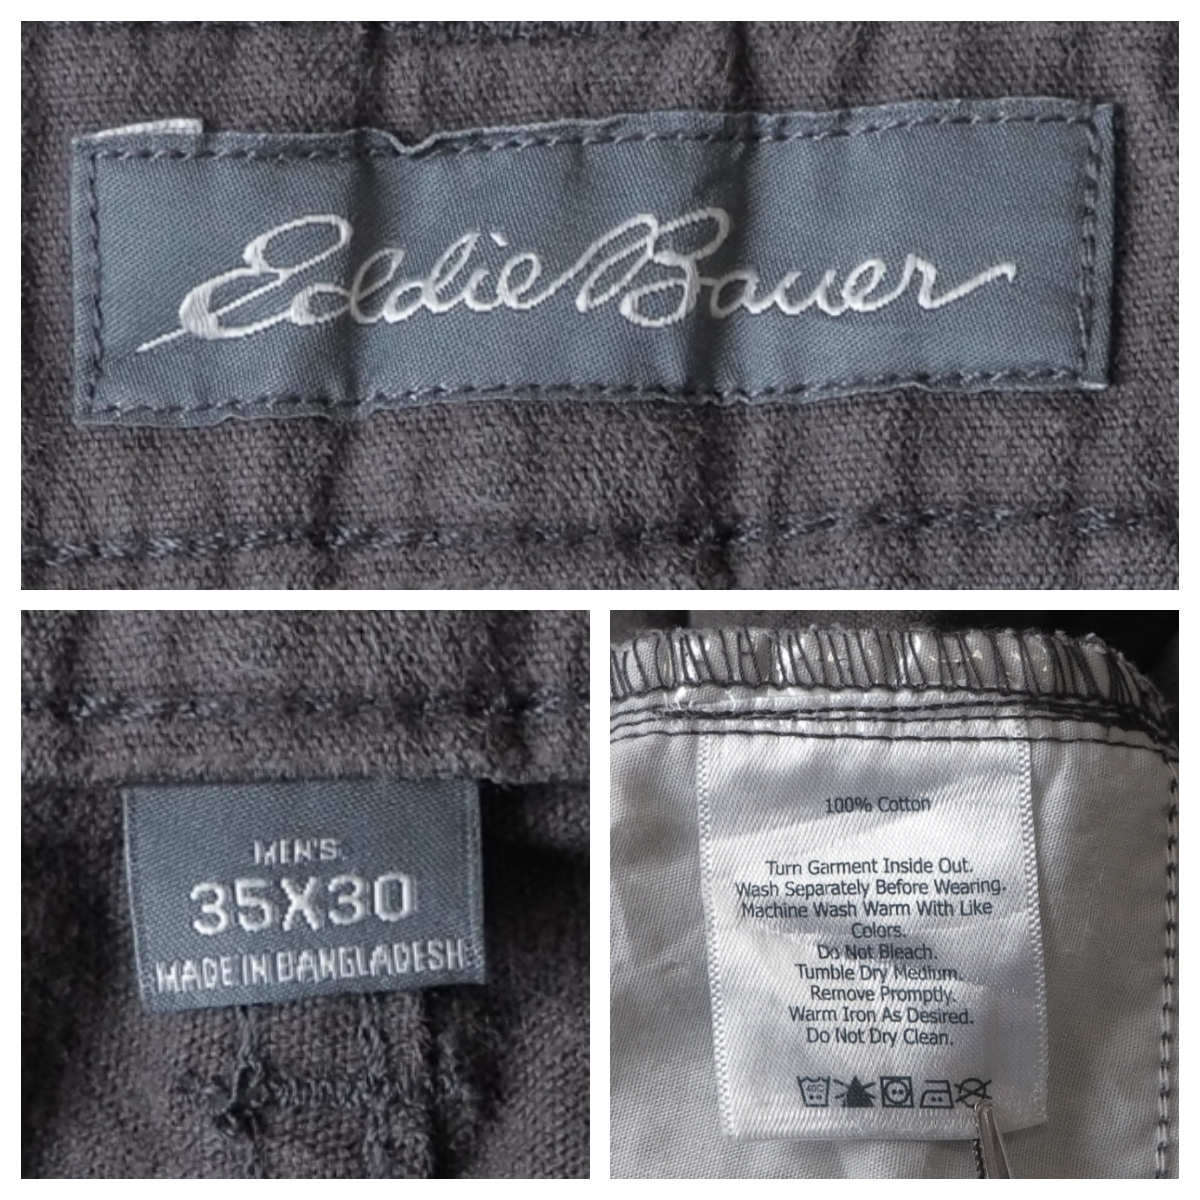 Eddie Bauer
MEN'S
35X30
MADE IN BANGLADESH
100% Cotton
Turn Garment Inside Out.
Wash Separately Before Wearing.
Machine Wash Warm With Like
Colors.
Do Not Bleach.
Tumble Dry Medium.
Remove Promptly.
Warm Iron As Desired.
Do Not Dry Clean.
40C